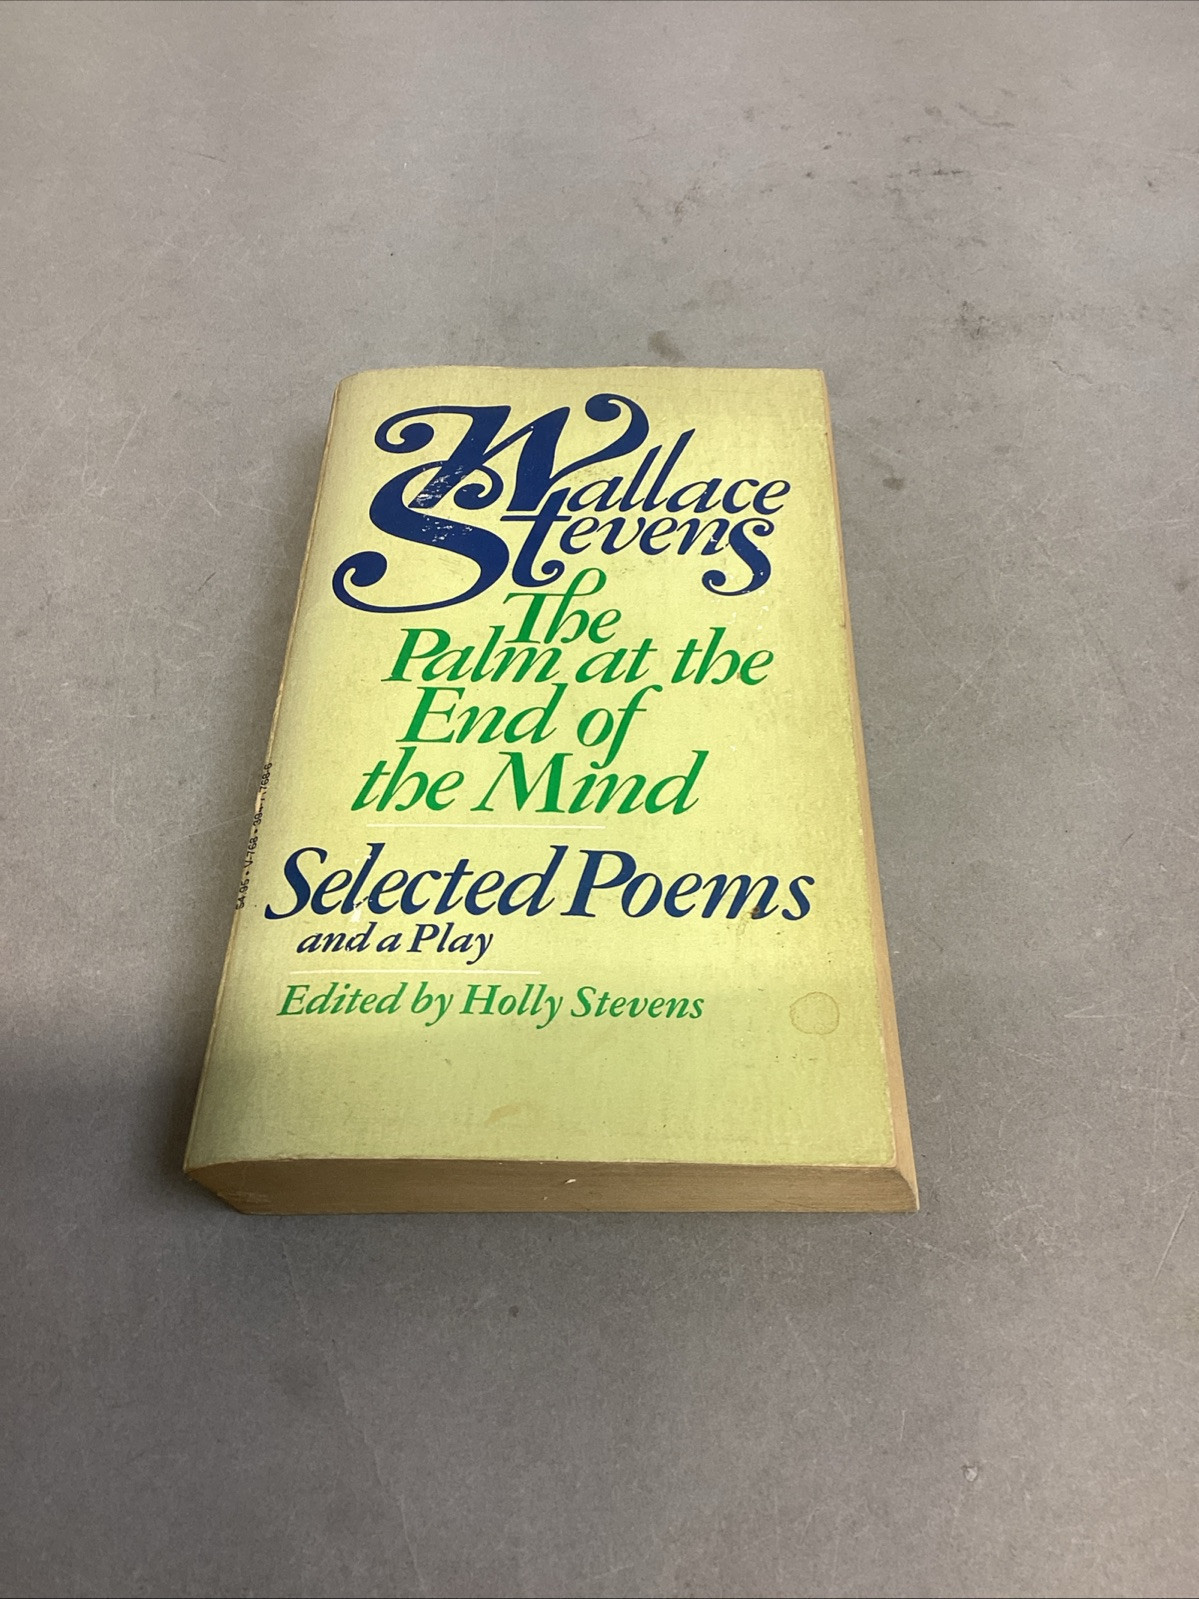 Wallace
Stevens
The
Palm at the
End of
the Mind
Selected Poems
and a Play
Edited by Holly Stevens